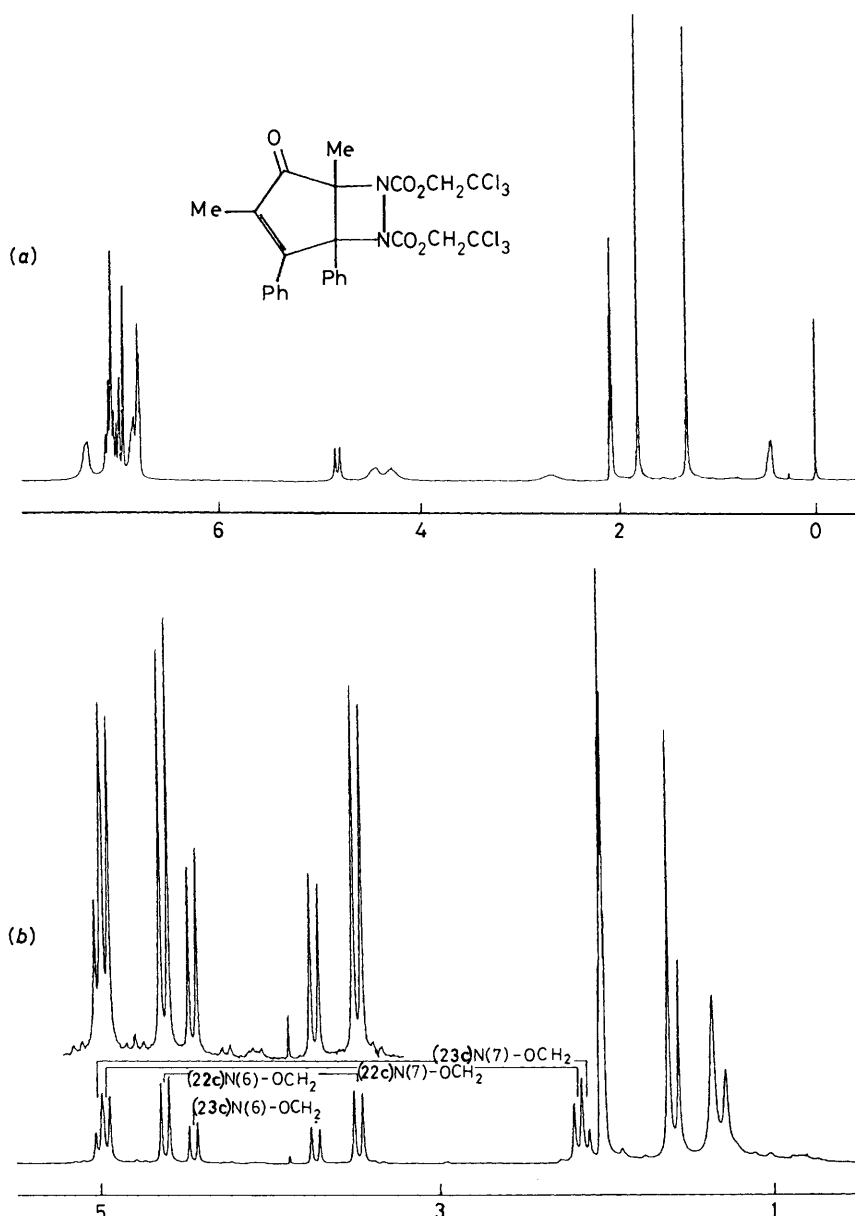 O
Me
NCO₂CH₂CCl₃
Me
NCO₂CH₂CCl₃
Ph
Ph
(a)
6 4 2 0
(b)
(23c)N(7)-OCH₂
(22c)N(6)-OCH₂ (22c)N(7)-OCH₂
(23c)N(6)-OCH₂
5 3 1